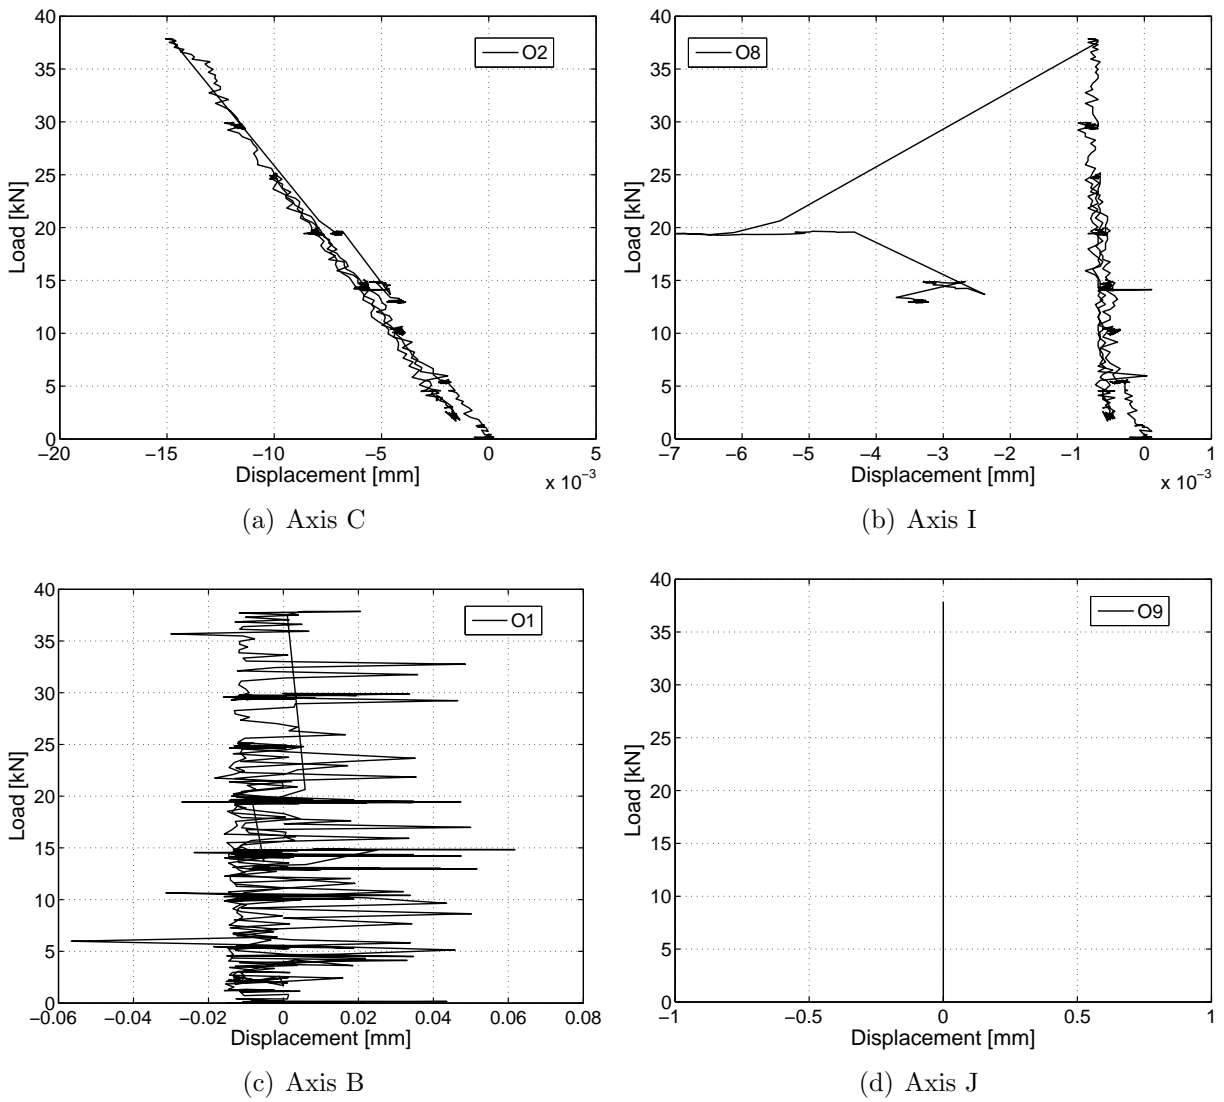 40
35
30
25
20
15
10
5
0
Load [kN]
O2
−20 −15 −10 −5 0 5
Displacement [mm]
x 10⁻³
(a) Axis C
40
35
30
25
20
15
10
5
0
Load [kN]
O8
−7 −6 −5 −4 −3 −2 −1 0 1
Displacement [mm]
x 10⁻³
(b) Axis I
40
35
30
25
20
15
10
5
0
Load [kN]
O1
−0.06 −0.04 −0.02 0 0.02 0.04 0.06 0.08
Displacement [mm]
(c) Axis B
40
35
30
25
20
15
10
5
0
Load [kN]
O9
−1 −0.5 0 0.5 1
Displacement [mm]
(d) Axis J